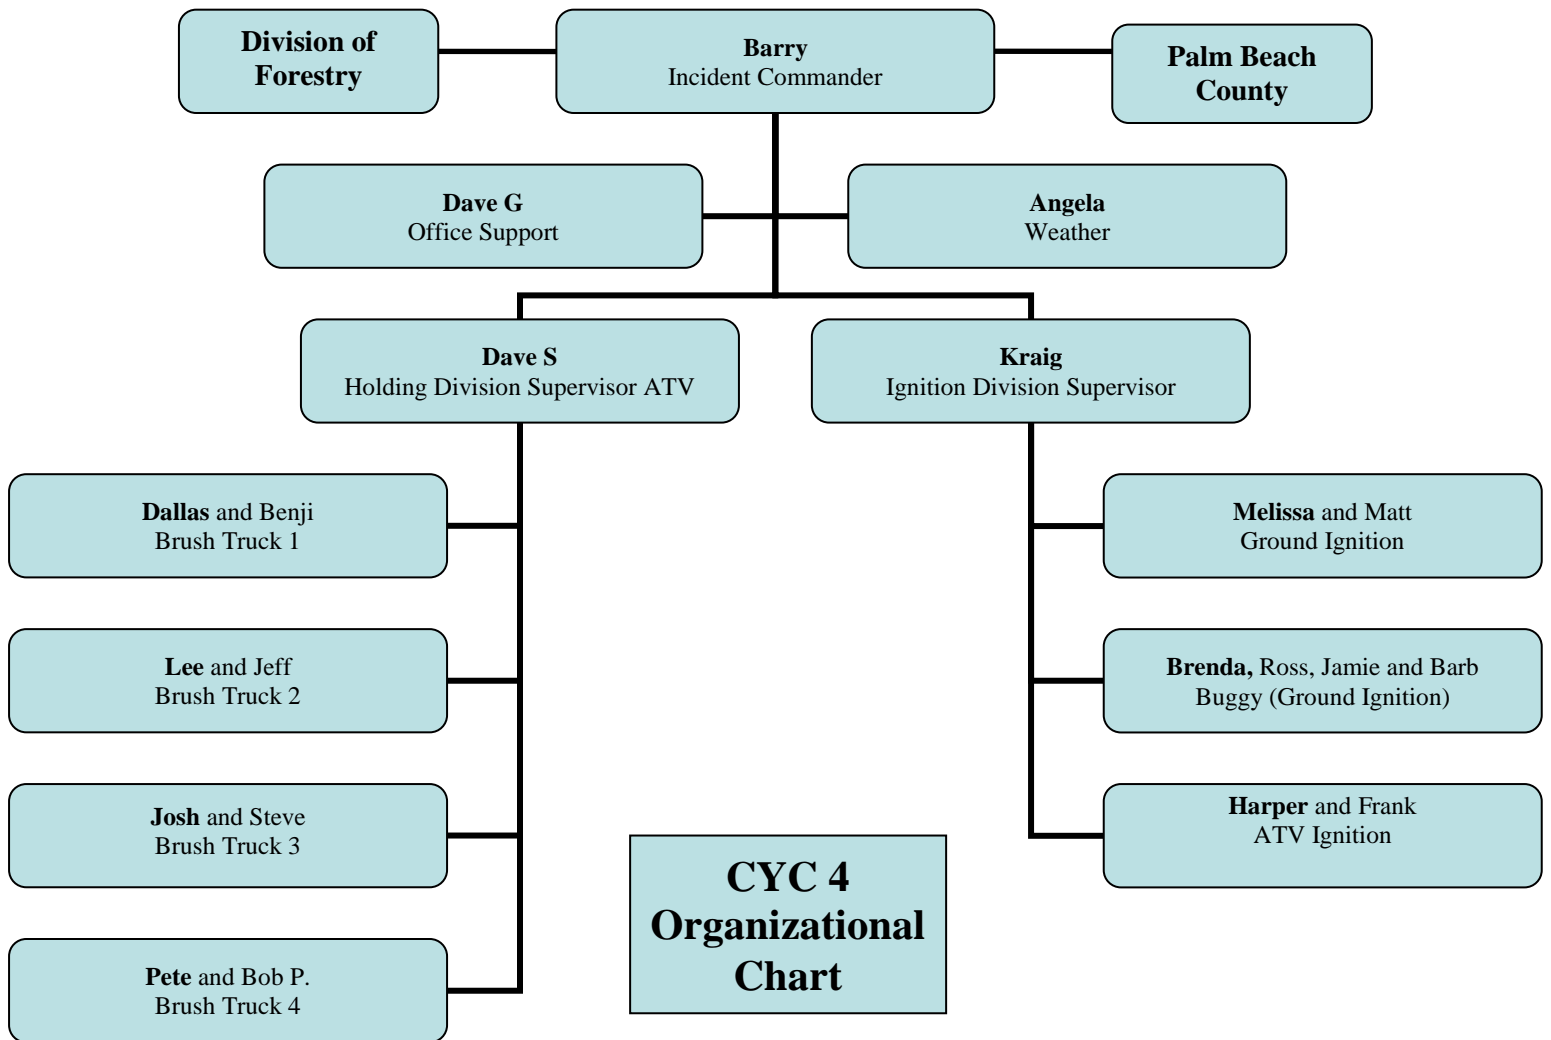 Division of
Forestry
Barry
Incident Commander
Palm Beach
County
Dave G
Office Support
Angela
Weather
Dave S
Holding Division Supervisor ATV
Kraig
Ignition Division Supervisor
Dallas and Benji
Brush Truck 1
Melissa and Matt
Ground Ignition
Lee and Jeff
Brush Truck 2
Brenda, Ross, Jamie and Barb
Buggy (Ground Ignition)
Josh and Steve
Brush Truck 3
Harper and Frank
ATV Ignition
Pete and Bob P.
Brush Truck 4
CYC 4
Organizational
Chart